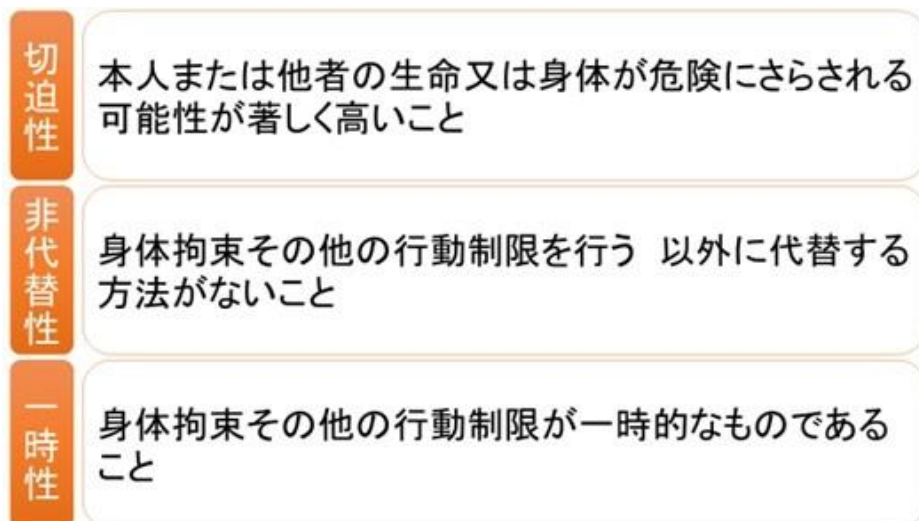 切迫性
本人または他者の生命又は身体が危険にさらされる
可能性が著しく高いこと
非代替性
身体拘束その他の行動制限を行う 以外に代替する
方法がないこと
一時性
身体拘束その他の行動制限が一時的なものである
こと